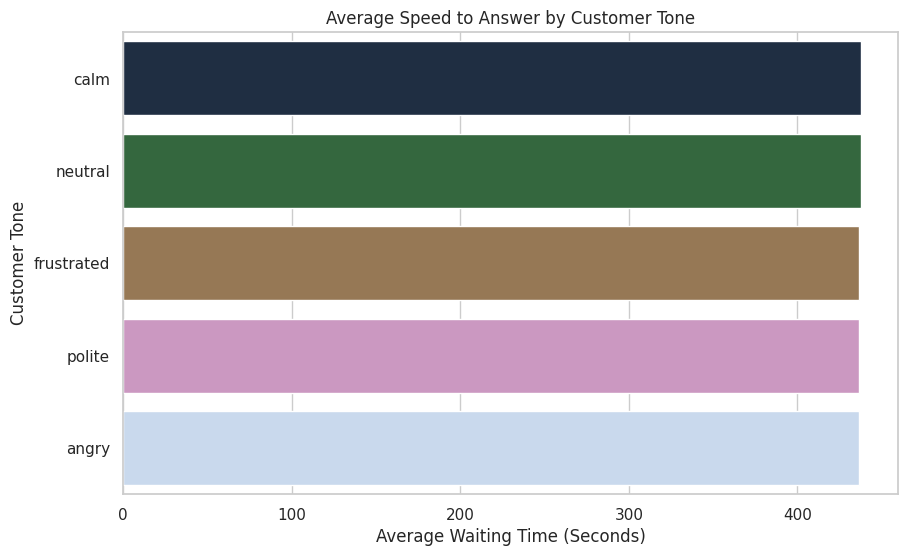 Average Speed to Answer by Customer Tone
Customer Tone
calm
neutral
frustrated
polite
angry
0 100 200 300 400
Average Waiting Time (Seconds)